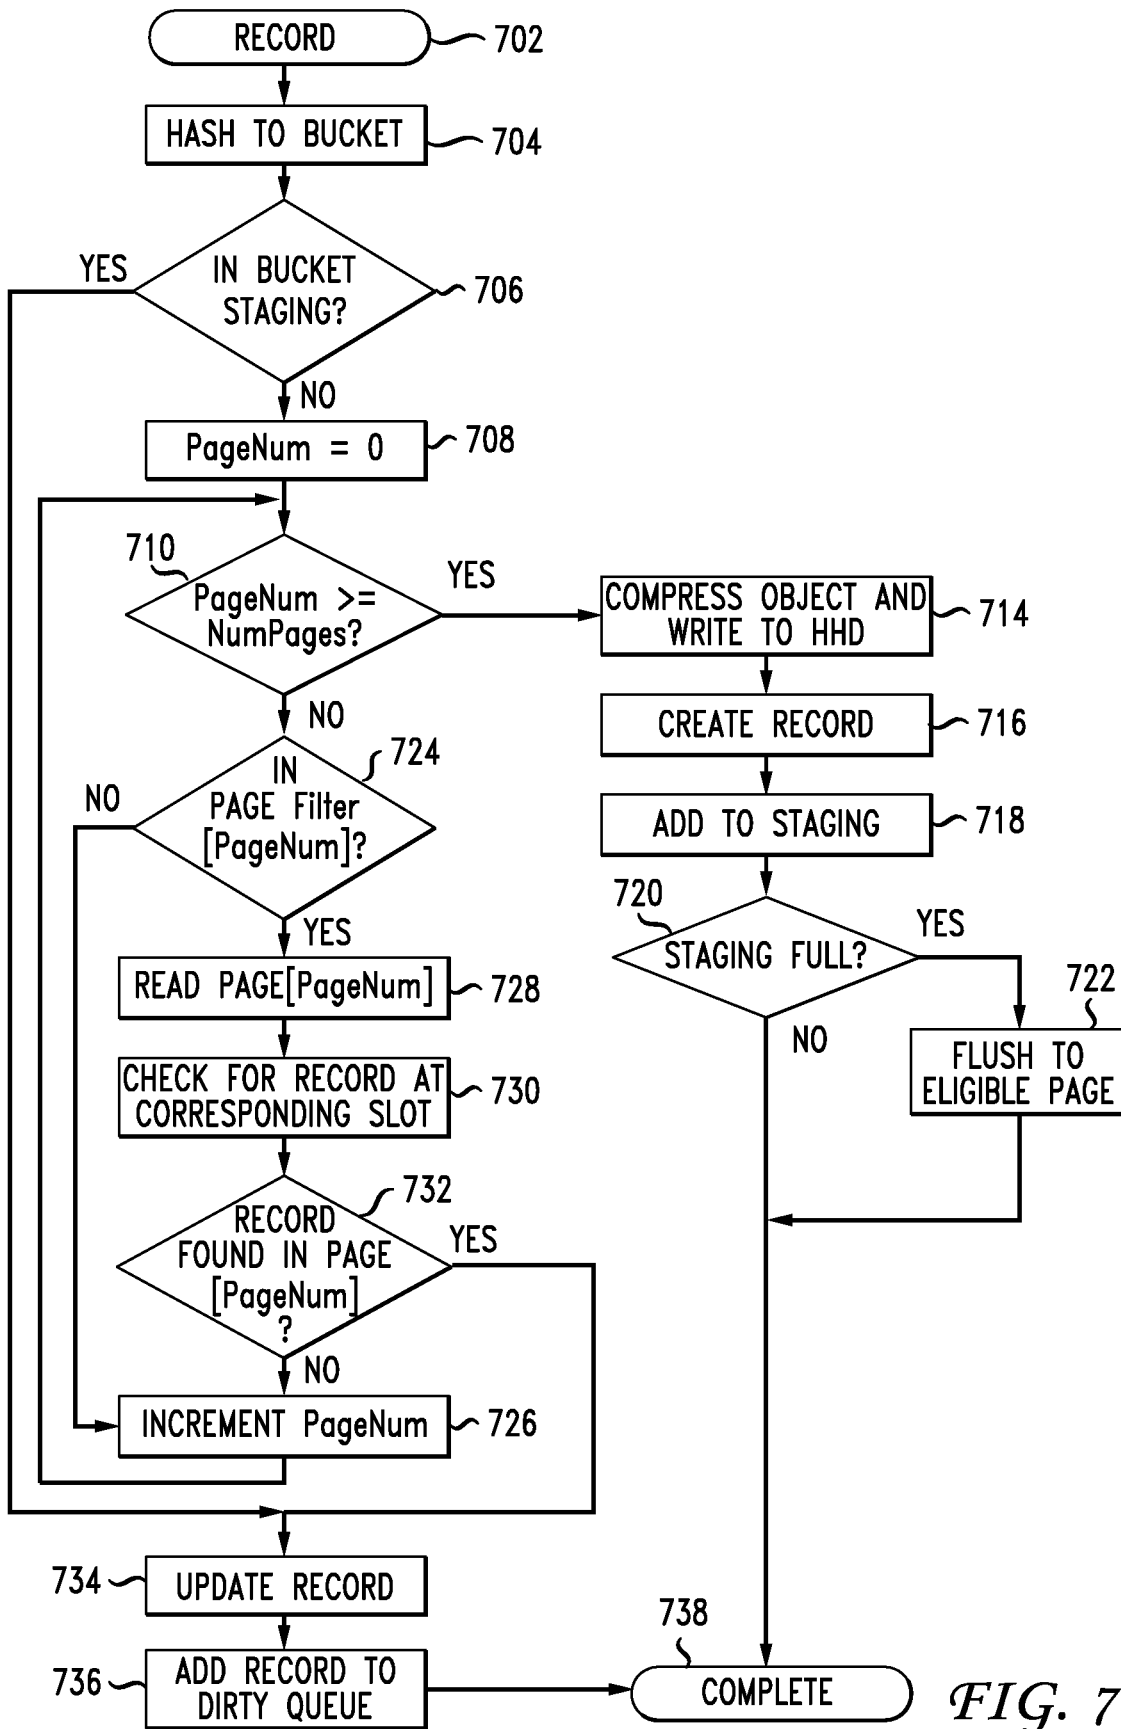 RECORD
702
HASH TO BUCKET
704
YES
IN BUCKET
STAGING?
706
NO
PageNum = 0
708
710
PageNum >=
NumPages?
YES
COMPRESS OBJECT AND
WRITE TO HHD
714
NO
CREATE RECORD
716
724
NO
IN
PAGE Filter
[PageNum]?
ADD TO STAGING
718
YES
720
STAGING FULL?
YES
READ PAGE[PageNum]
728
NO
722
FLUSH TO
ELIGIBLE PAGE
CHECK FOR RECORD AT
CORRESPONDING SLOT
730
732
RECORD
FOUND IN PAGE
[PageNum]
?
YES
NO
INCREMENT PageNum
726
734
UPDATE RECORD
736
ADD RECORD TO
DIRTY QUEUE
738
COMPLETE
FIG. 7